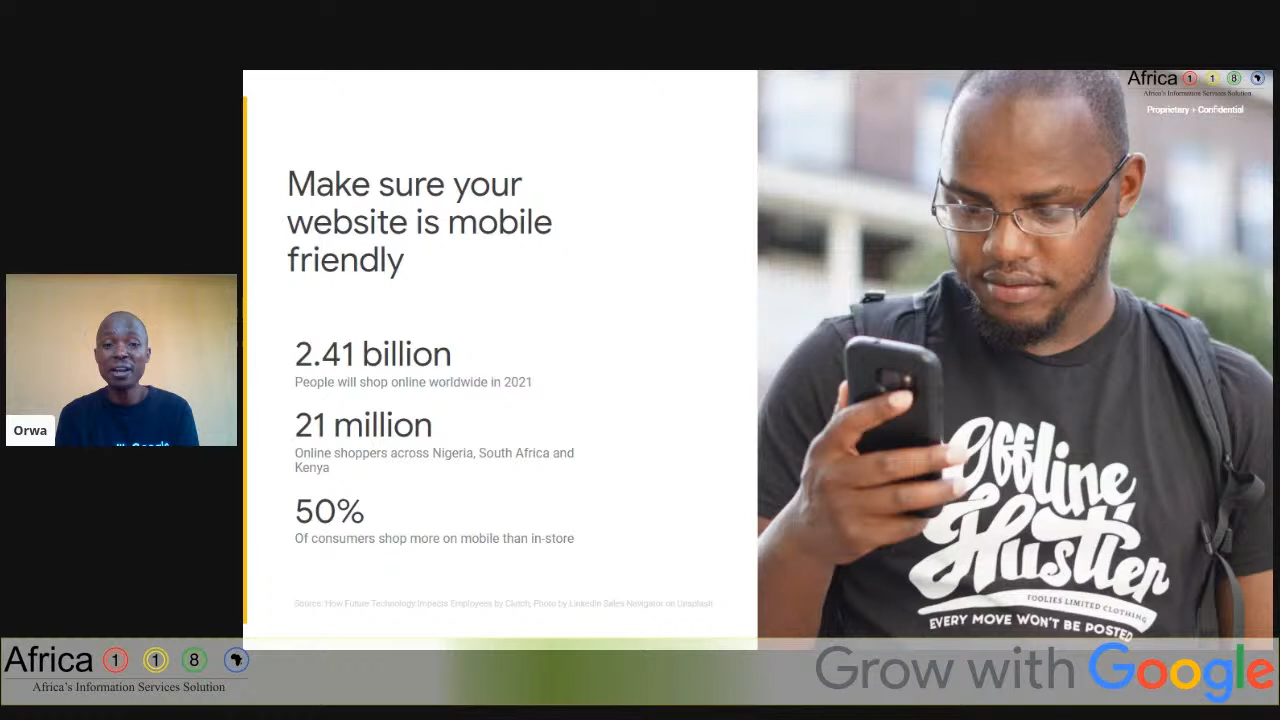 Africa 1 1 8
Africa's Information Services Solution
Proprietary + Confidential
Make sure your
website is mobile
friendly
2.41 billion
People will shop online worldwide in 2021
21 million
Online shoppers across Nigeria, South Africa and
Kenya
50%
Of consumers shop more on mobile than in-store
Source: How Future Technology Impacts Employees by Clutch, Photo by LinkedIn Sales Navigator on Unsplash
Orwa
Offline
Hustler
FOOLIES LIMITED CLOTHING
EVERY MOVE WON'T BE POSTED
Africa 1 1 8
Africa's Information Services Solution
Grow with Google